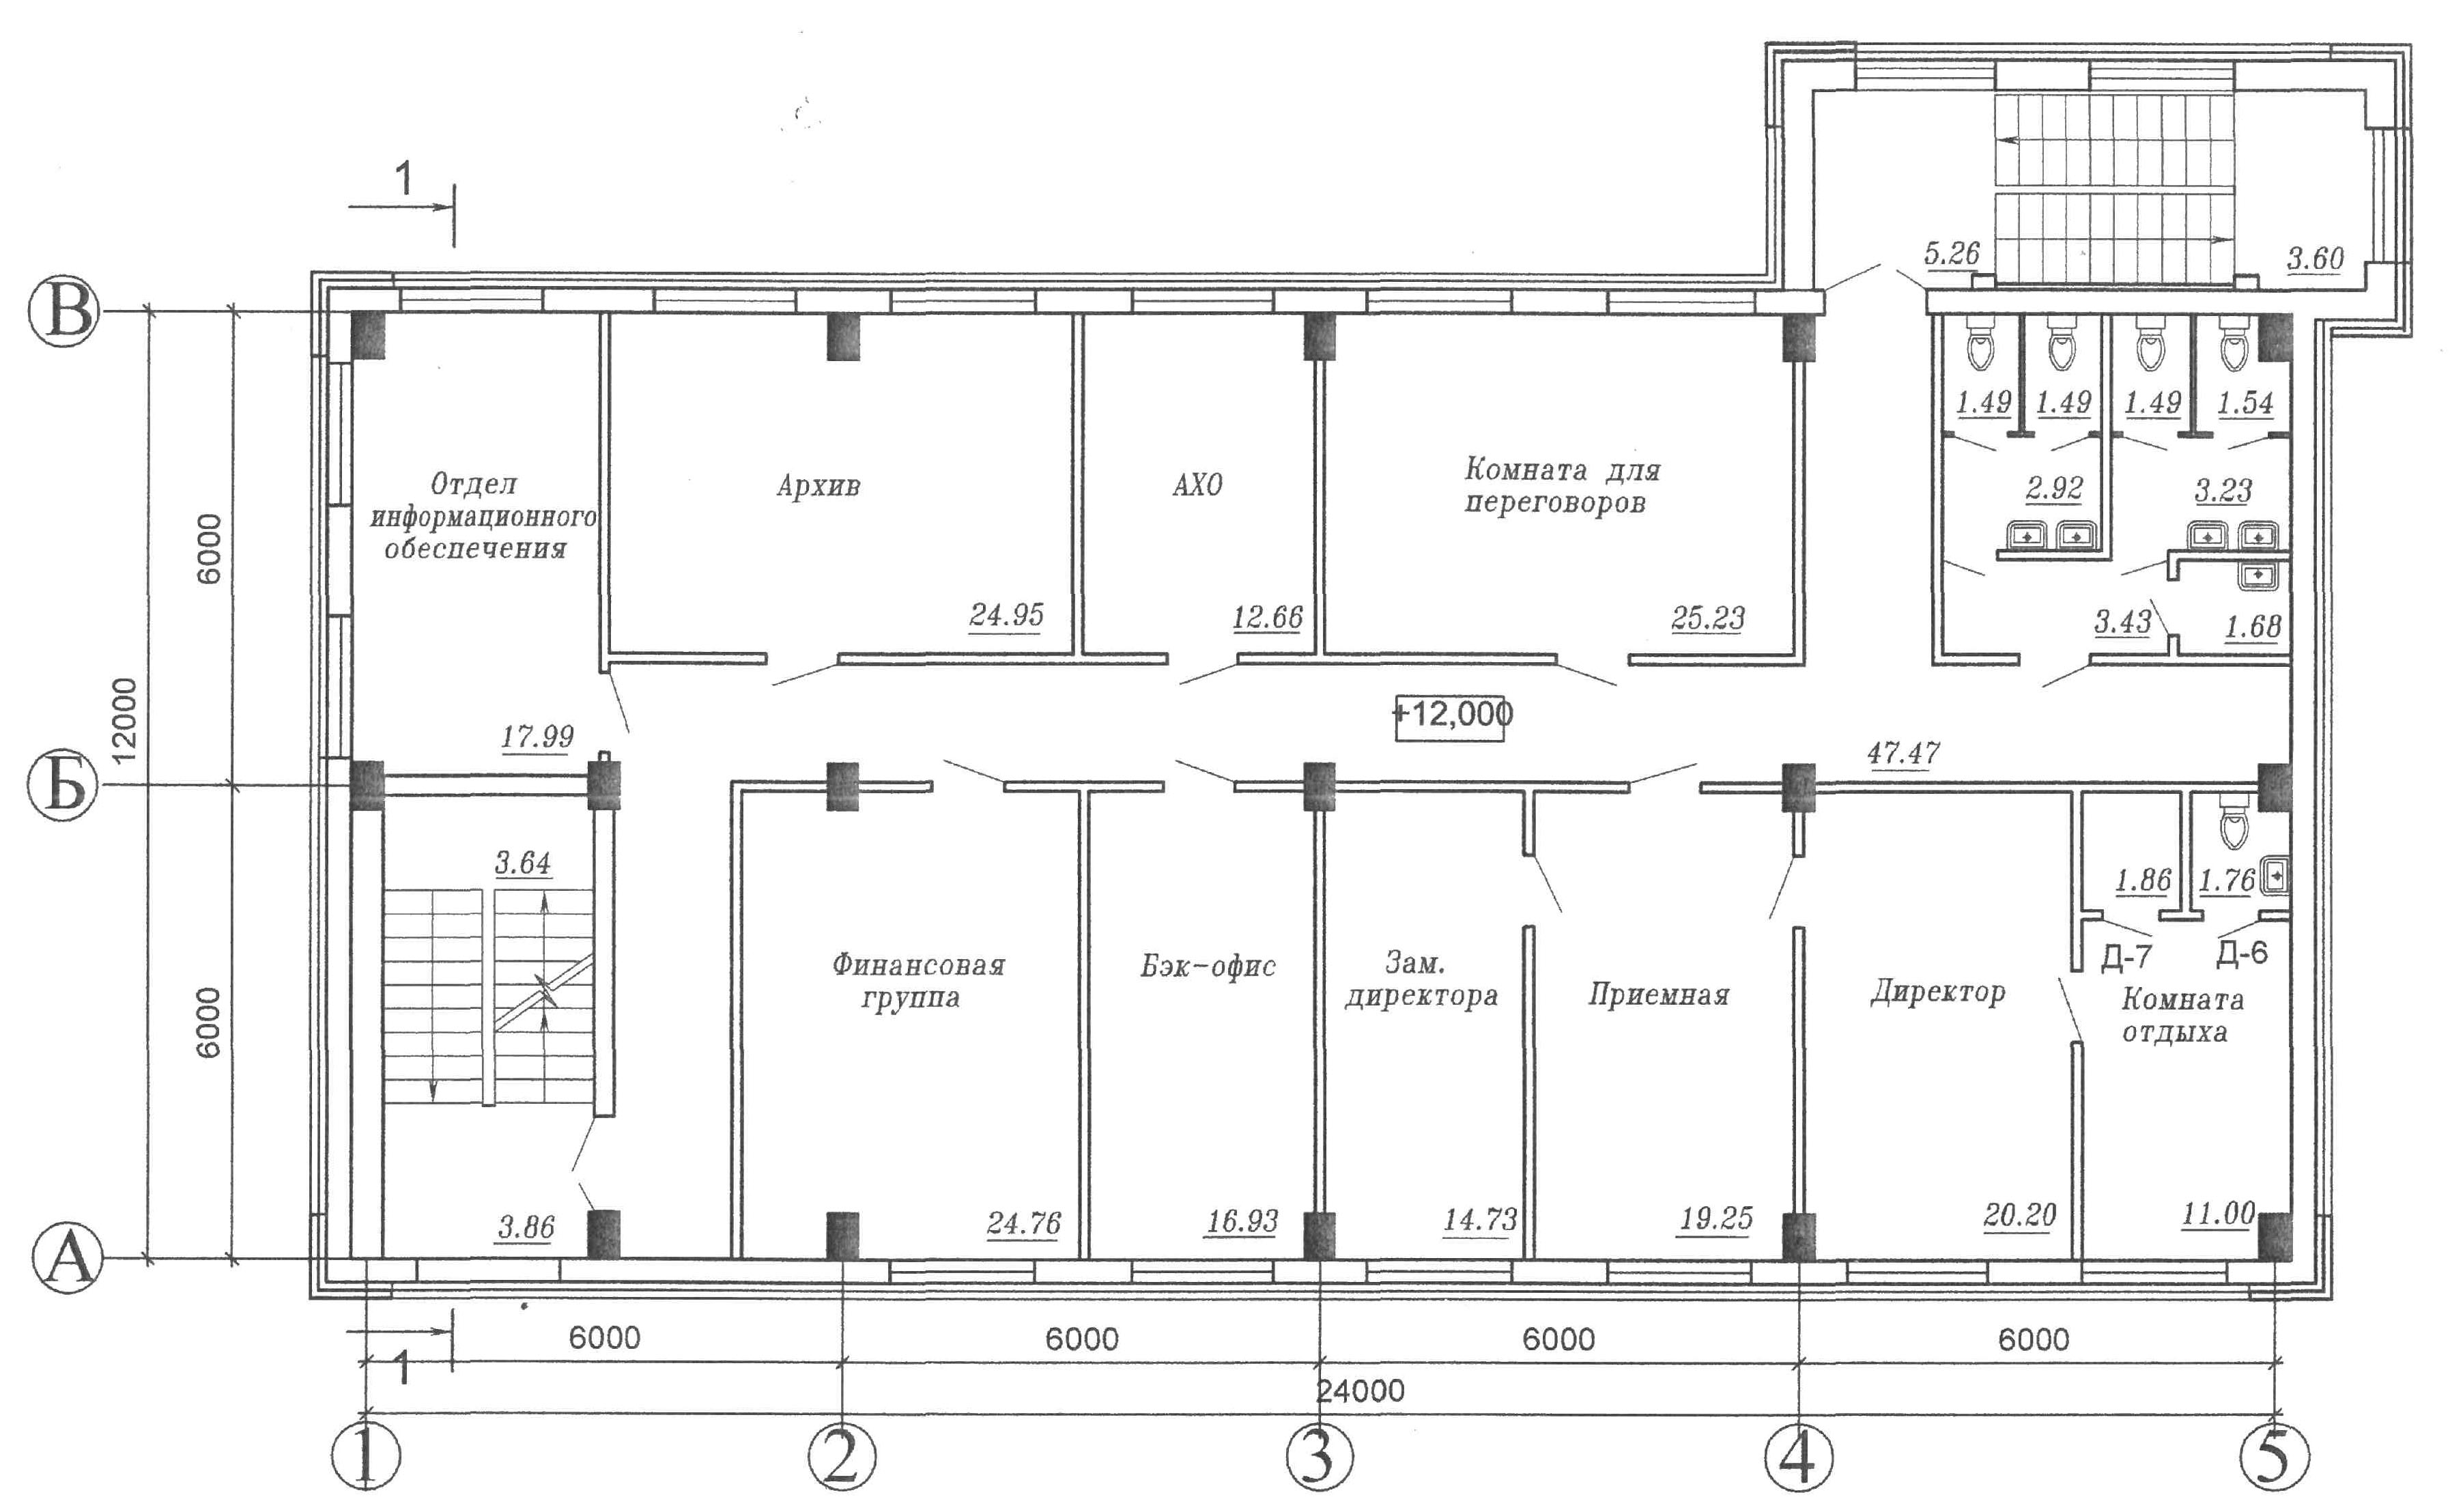 1
5.26
3.60
В
1.49
1.49
1.49
1.54
Отдел
информационного
обеспечения
Архив
АХО
Комната для
переговоров
2.92
3.23
6000
24.95
12.66
25.23
3.43
1.68
12000
17.99
+12,000
47.47
Б
3.64
1.86
1.76
Д-7
Д-6
Финансовая
группа
Бэк-офис
Зам.
директора
Приемная
Директор
Комната
отдыха
6000
3.86
24.76
16.93
14.73
19.25
20.20
11.00
А
1
6000
6000
6000
6000
24000
1
2
3
4
5